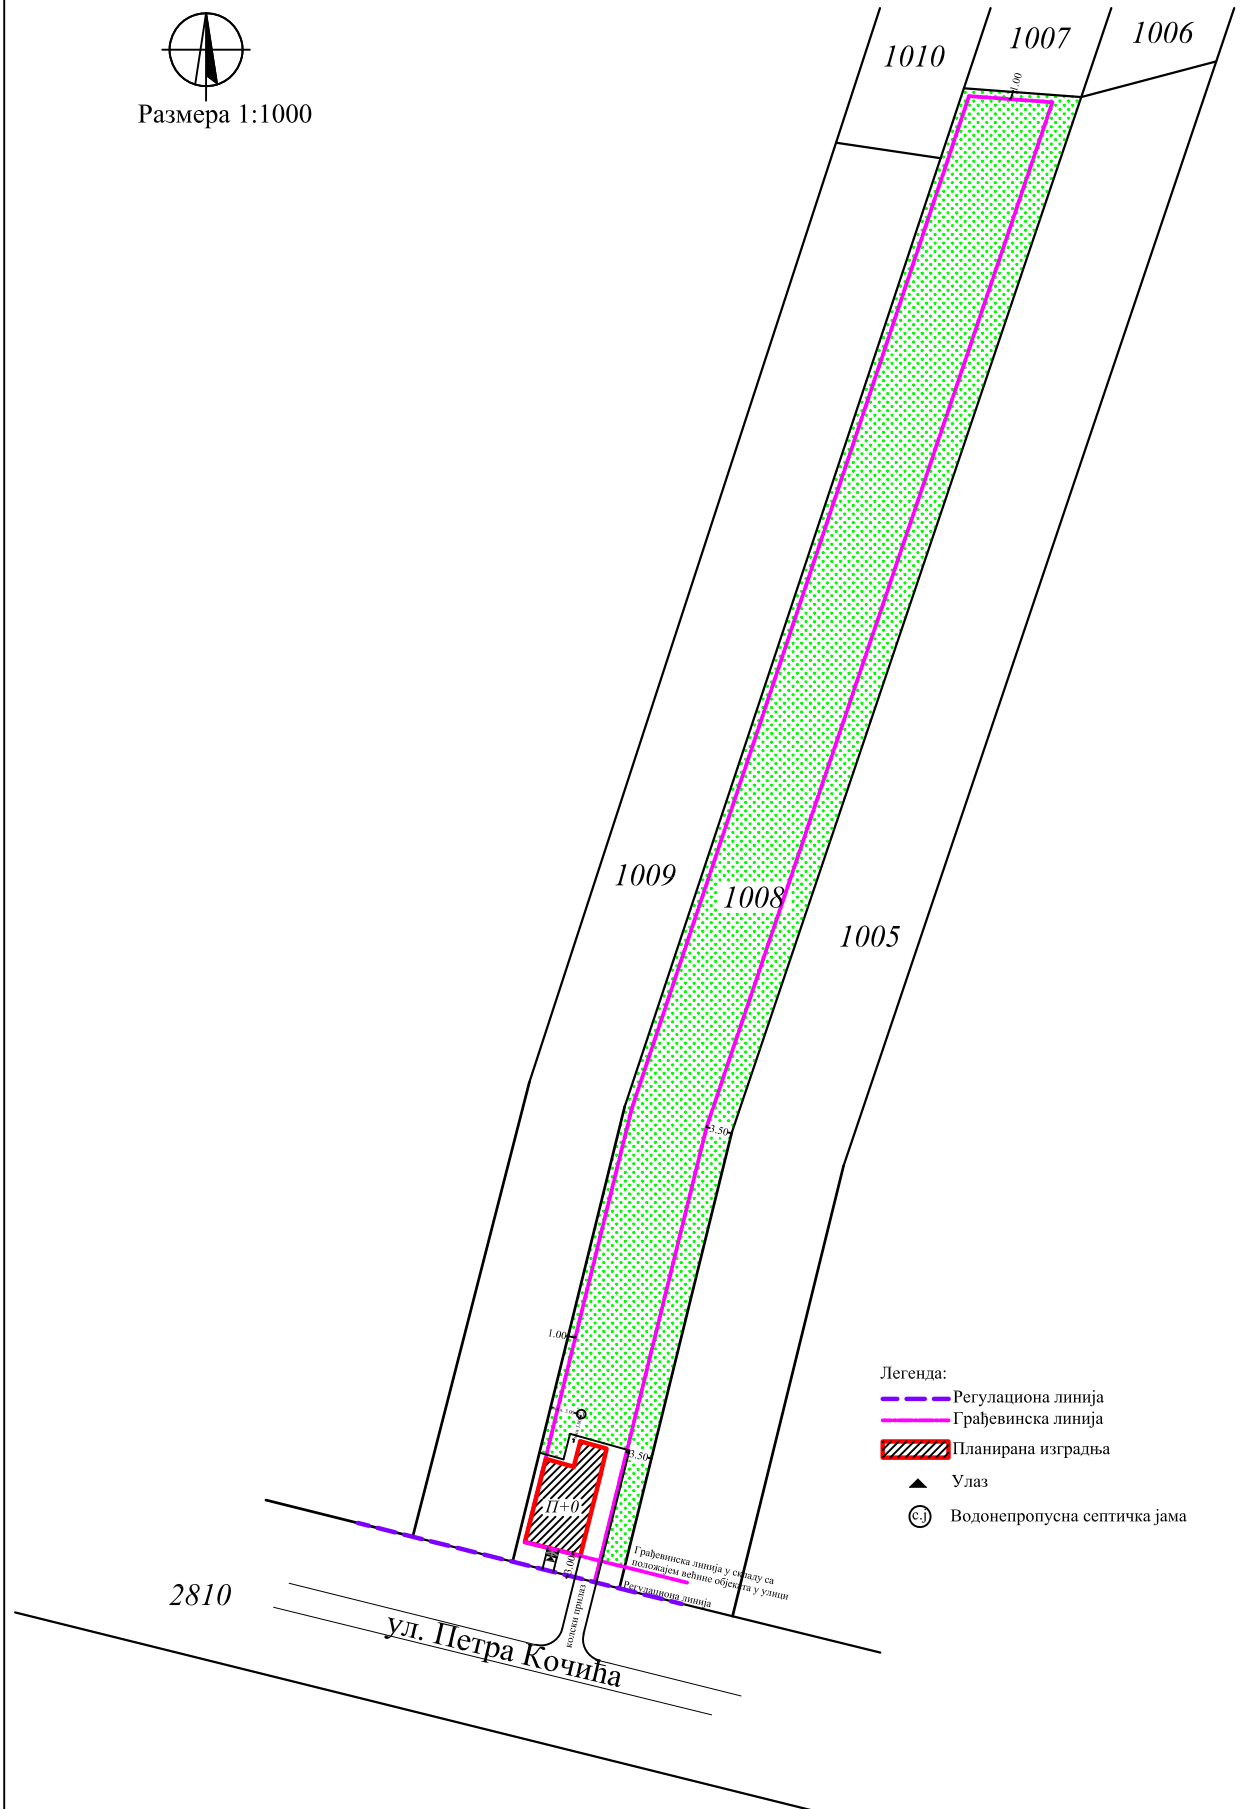 1006
1007
1010
Размера 1:1000
1.00
1009
1008
1005
3.50
1.00
Легенда:
Регулациона линија
Грађевинска линија
Планирана изградња
Улаз
с.ј
Водонепропусна септичка јама
3.50
П+0
3.00
Грађевинска линија у складу са
положајем већине објеката у улици
Регулациона линија
колски прилаз
2810
ул. Петра Кочића